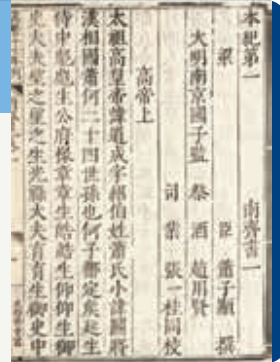 本紀第一 南齊書一
梁 臣 蕭子顯 撰
大明南京國子監 祭 酒 趙用賢
司 業 張一桂同校
高帝上
太祖高皇帝諱道成字紹伯姓蕭氏小諱鬭將
漢相國蕭何二十四世孫也何子酇定矦延生
侍中彪彪生公府掾章章生皓皓生仰仰生御
史大夫望之望之生光祿大夫育育生御史中